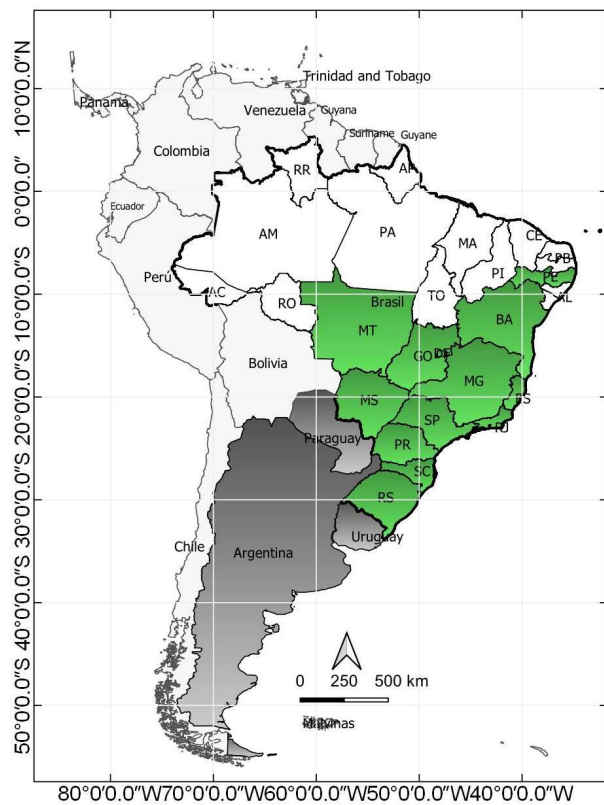 10°0'0.0"N
0°0'0.0"
10°0'0.0"S
20°0'0.0"S
30°0'0.0"S
40°0'0.0"S
50°0'0.0"S
Trinidad and Tobago
Panama
Venezuela
Guyana
Suriname
Guyane
Colombia
RR
AP
Ecuador
AM
PA
MA
CE
PB
PI
PE
Perú
AC
RO
TO
AL
Brasil
MT
BA
GO
DF
Bolivia
MG
MS
ES
SP
RJ
Paraguay
PR
SC
RS
Uruguay
Chile
Argentina
0 250 500 km
80°0'0.0"W
70°0'0.0"W
60°0'0.0"W
50°0'0.0"W
40°0'0.0"W